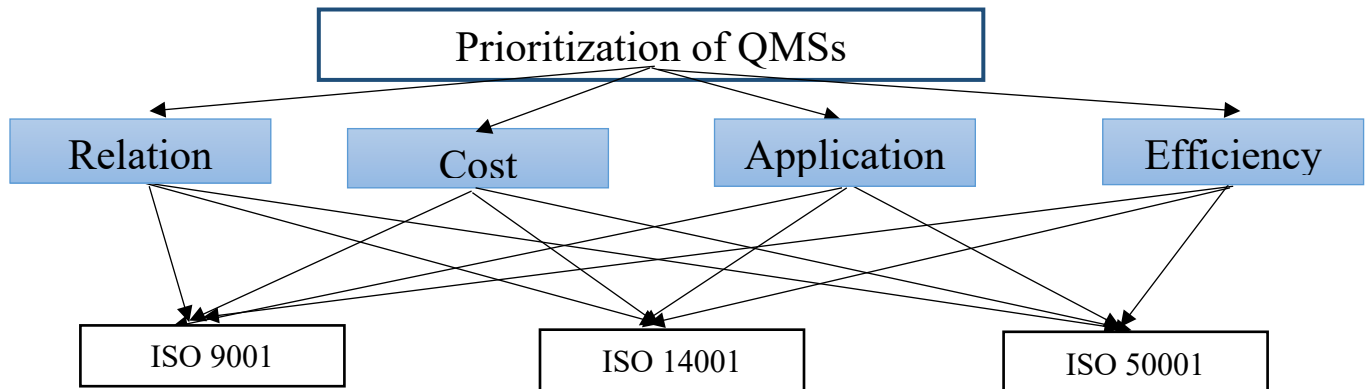 Prioritization of QMSs
Relation
Cost
Application
Efficiency
ISO 9001
ISO 14001
ISO 50001